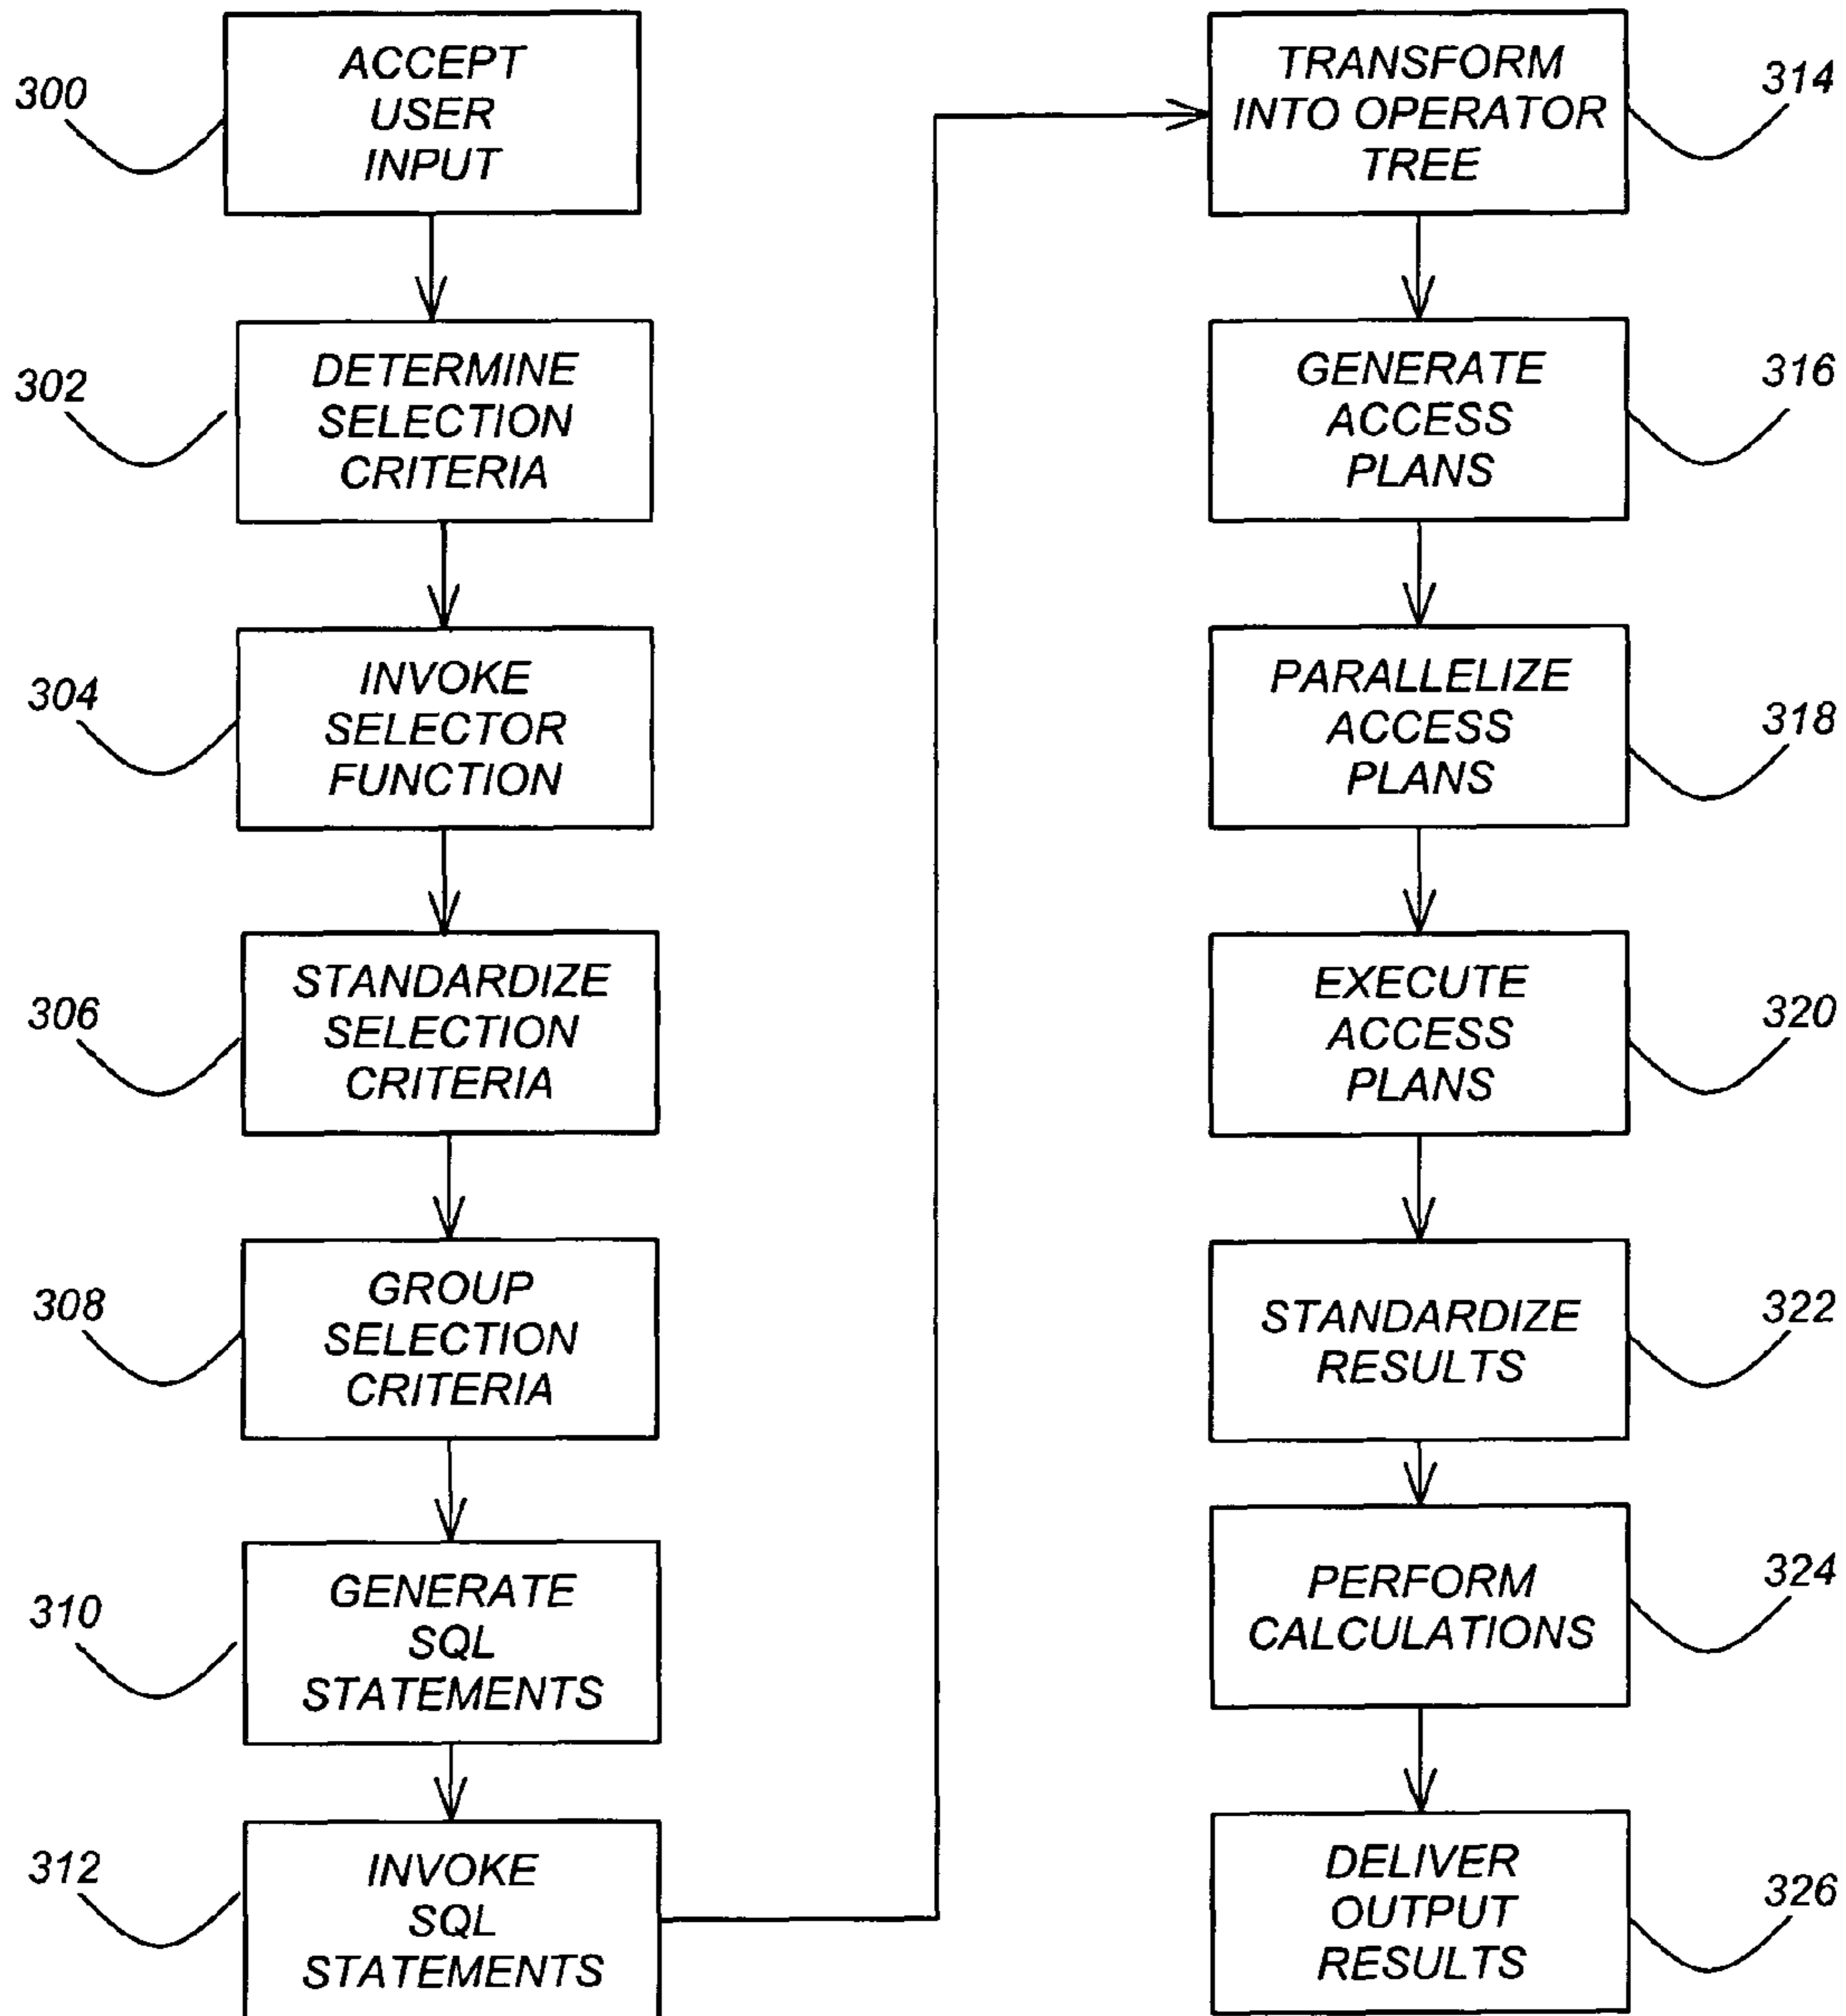 300
ACCEPT
USER
INPUT
302
DETERMINE
SELECTION
CRITERIA
304
INVOKE
SELECTOR
FUNCTION
306
STANDARDIZE
SELECTION
CRITERIA
308
GROUP
SELECTION
CRITERIA
310
GENERATE
SQL
STATEMENTS
312
INVOKE
SQL
STATEMENTS
TRANSFORM
INTO OPERATOR
TREE
314
GENERATE
ACCESS
PLANS
316
PARALLELIZE
ACCESS
PLANS
318
EXECUTE
ACCESS
PLANS
320
STANDARDIZE
RESULTS
322
PERFORM
CALCULATIONS
324
DELIVER
OUTPUT
RESULTS
326